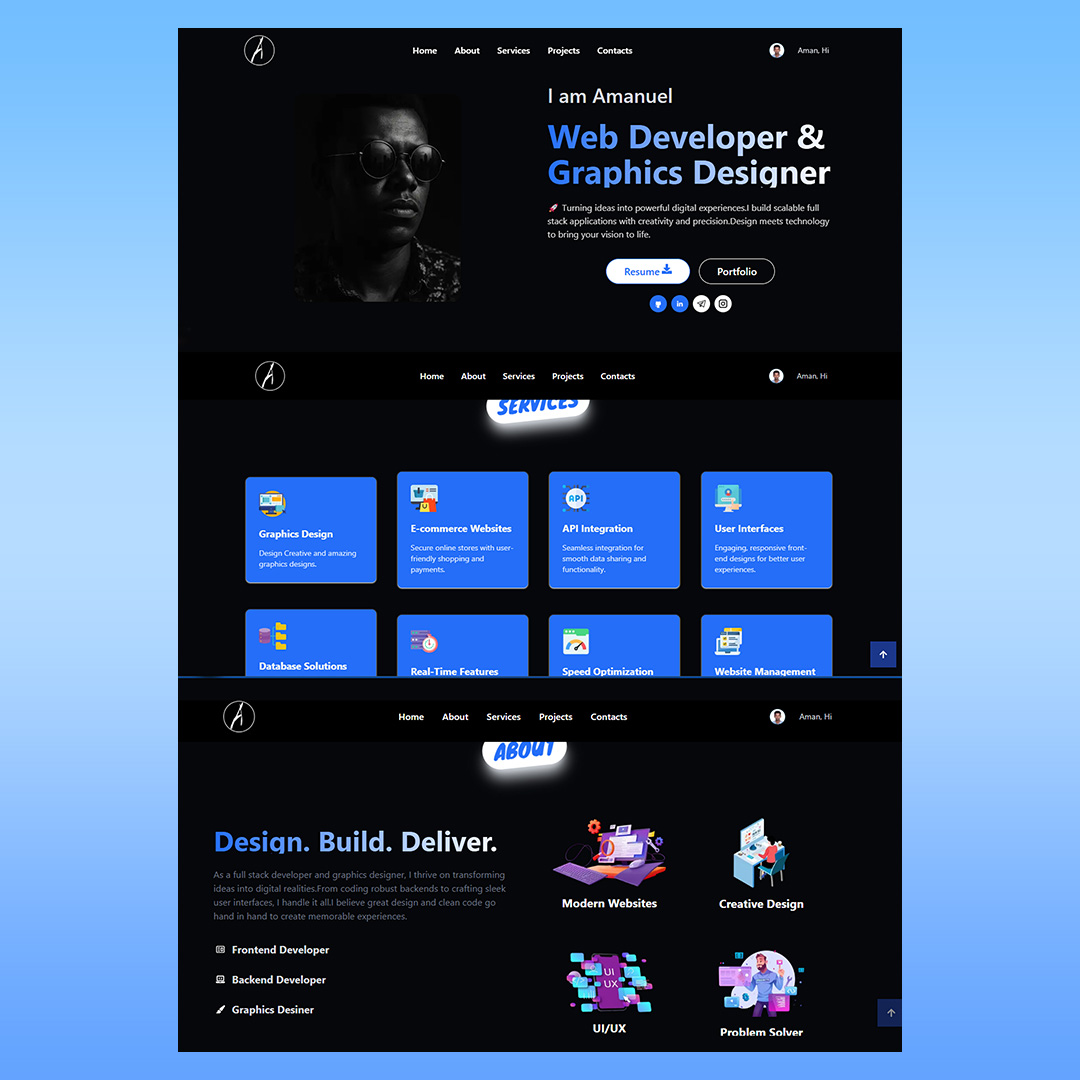 Home About Services Projects Contacts Aman, Hi
I am Amanuel
Web Developer &
Graphics Designer
🚀 Turning ideas into powerful digital experiences.I build scalable full
stack applications with creativity and precision.Design meets technology
to bring your vision to life.
Resume Portfolio
in
Home About Services Projects Contacts Aman, Hi
SERVICES
Graphics Design
Design Creative and amazing
graphics designs.
E-commerce Websites
Secure online stores with user-
friendly shopping and
payments.
API
API Integration
Seamless integration for
smooth data sharing and
functionality.
User Interfaces
Engaging, responsive front-
end designs for better user
experiences.
Database Solutions
Real-Time Features
Speed Optimization
Website Management
Home About Services Projects Contacts Aman, Hi
ABOUT
Design. Build. Deliver.
As a full stack developer and graphics designer, I thrive on transforming
ideas into digital realities.From coding robust backends to crafting sleek
user interfaces, I handle it all.I believe great design and clean code go
hand in hand to create memorable experiences.
Frontend Developer
Backend Developer
Graphics Desiner
Modern Websites
Creative Design
UI
UX
UI/UX
Problem Solver